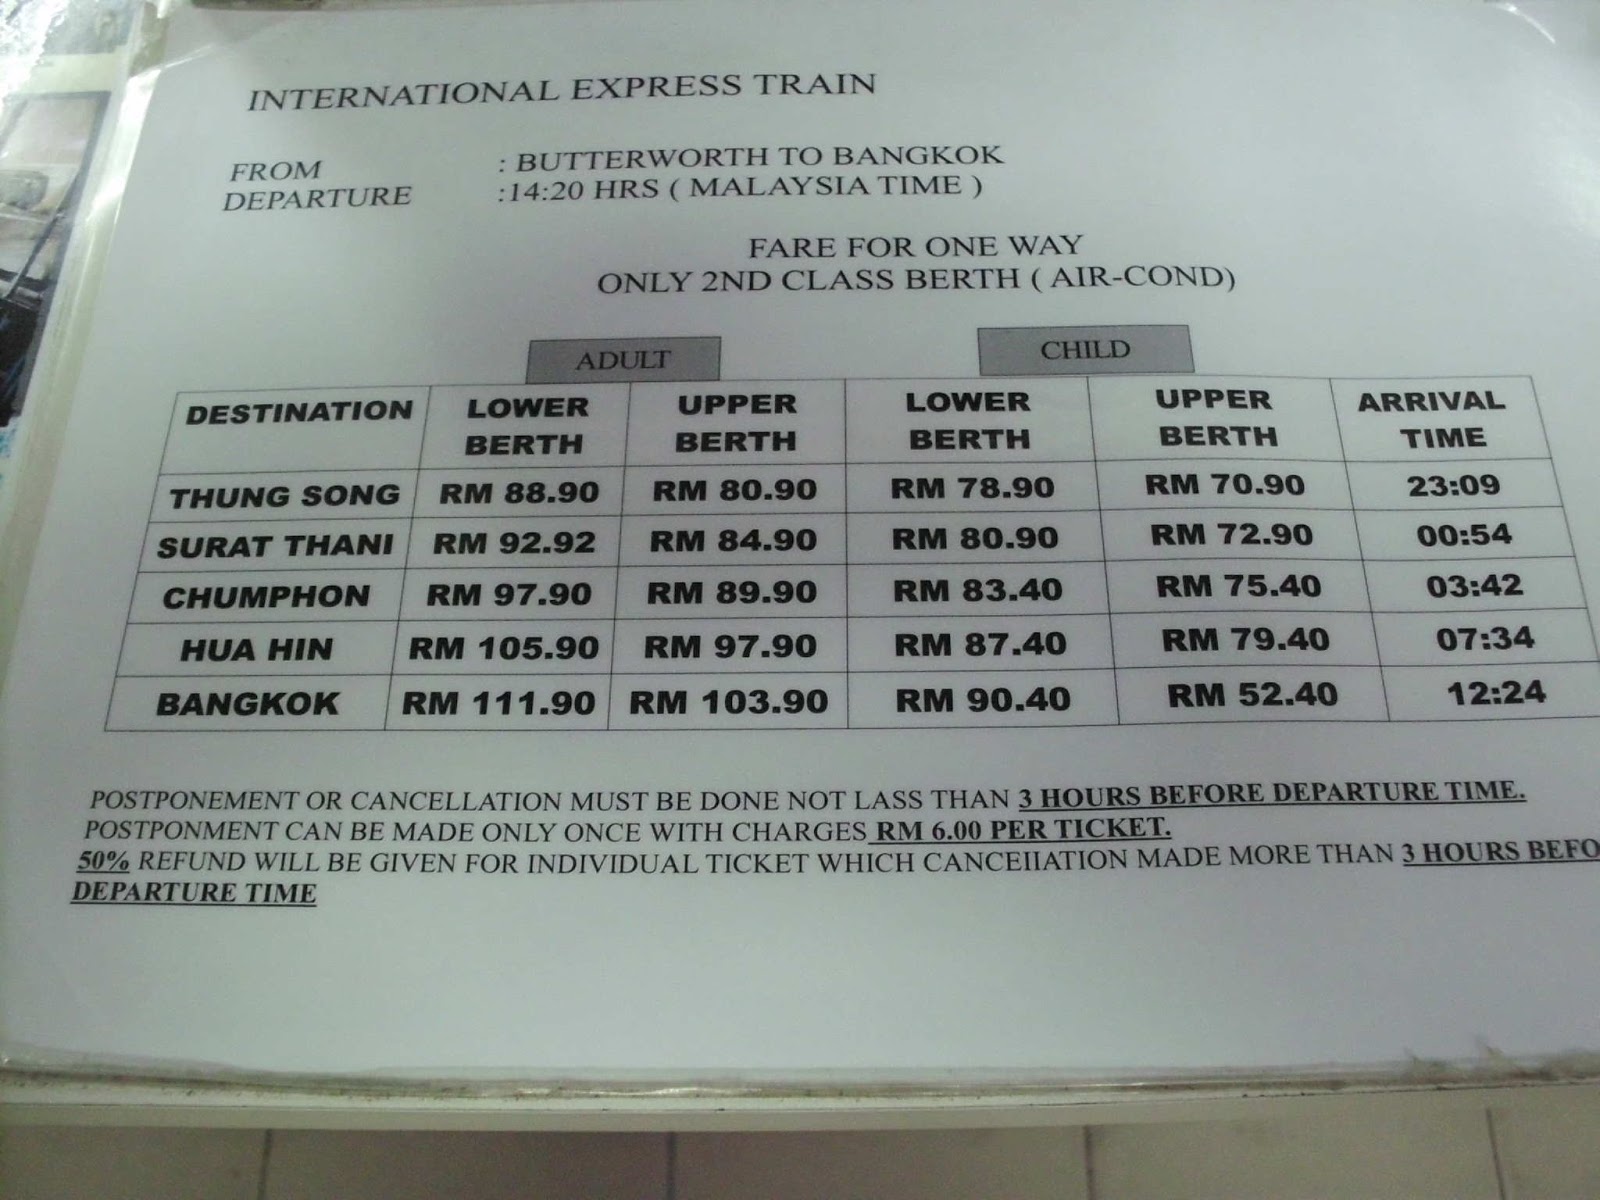 INTERNATIONAL EXPRESS TRAIN
FROM : BUTTERWORTH TO BANGKOK
DEPARTURE :14:20 HRS ( MALAYSIA TIME )
FARE FOR ONE WAY
ONLY 2ND CLASS BERTH ( AIR-COND)
ADULT CHILD
DESTINATION LOWER BERTH UPPER BERTH LOWER BERTH UPPER BERTH ARRIVAL TIME
THUNG SONG RM 88.90 RM 80.90 RM 78.90 RM 70.90 23:09
SURAT THANI RM 92.92 RM 84.90 RM 80.90 RM 72.90 00:54
CHUMPHON RM 97.90 RM 89.90 RM 83.40 RM 75.40 03:42
HUA HIN RM 105.90 RM 97.90 RM 87.40 RM 79.40 07:34
BANGKOK RM 111.90 RM 103.90 RM 90.40 RM 52.40 12:24
POSTPONEMENT OR CANCELLATION MUST BE DONE NOT LASS THAN 3 HOURS BEFORE DEPARTURE TIME.
POSTPONMENT CAN BE MADE ONLY ONCE WITH CHARGES RM 6.00 PER TICKET.
50% REFUND WILL BE GIVEN FOR INDIVIDUAL TICKET WHICH CANCEIIATION MADE MORE THAN 3 HOURS BEFO
DEPARTURE TIME